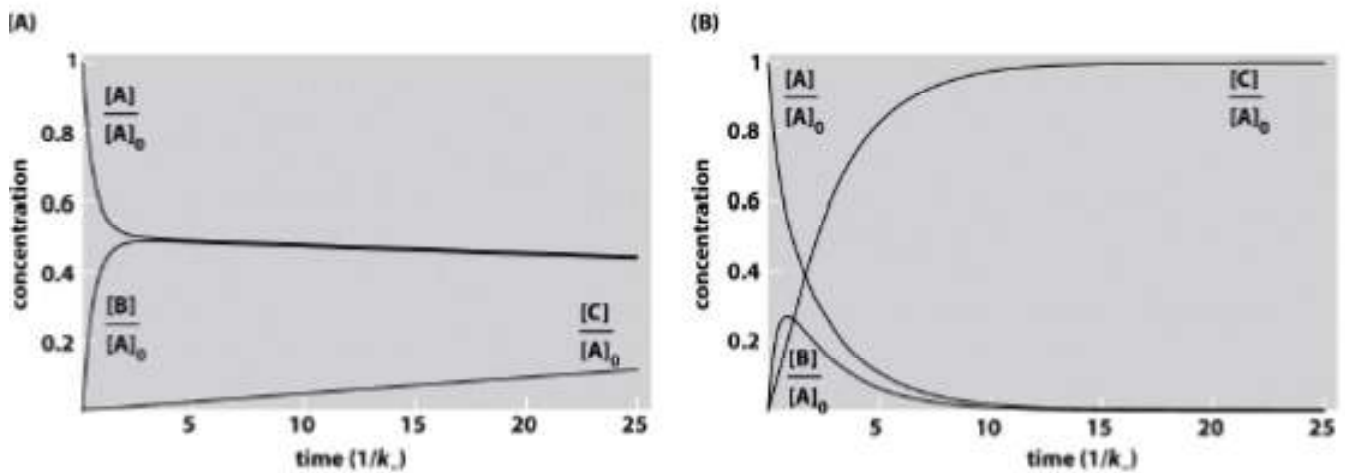 (A)
1
0.8
0.6
0.4
0.2
[A]
[A]0
[B]
[A]0
[C]
[A]0
5
10
15
20
25
concentration
time (1/k_)
(B)
1
0.8
0.6
0.4
0.2
[A]
[A]0
[C]
[A]0
[B]
[A]0
5
10
15
20
25
concentration
time (1/k_)